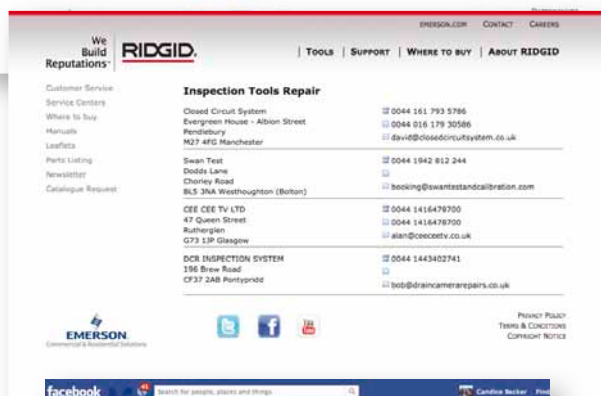 EMERSON.COM CONTACT CAREERS
We
Build
Reputations™
RIDGID.
| TOOLS | SUPPORT | WHERE TO BUY | ABOUT RIDGID
Customer Service
Service Centers
Where to buy
Manuals
Leaflets
Parts Listing
Newsletter
Catalogue Request
Inspection Tools Repair
Closed Circuit System
Evergreen House - Albion Street
Pendlebury
M27 4FG Manchester
0044 161 793 5786
0044 016 179 30586
david@closedcircuitsystem.co.uk
Swan Test
Dodds Lane
Chorley Road
BL5 3NA Westhoughton (Bolton)
0044 1942 812 244
booking@swantestandcalibration.com
CEE CEE TV LTD
47 Queen Street
Rutherglen
G73 1JP Glasgow
0044 1416478700
0044 1416478700
alan@ceeceetv.co.uk
DCR INSPECTION SYSTEM
196 Brew Road
CF37 2AB Pontypridd
0044 1443402741
bob@draincamerarepairs.co.uk
EMERSON.
Commercial & Residential Solutions
You
Tube
PRIVACY POLICY
TERMS & CONDITIONS
COPYRIGHT NOTICE
facebook
41
Search for people, places and things
Candice Becker Find